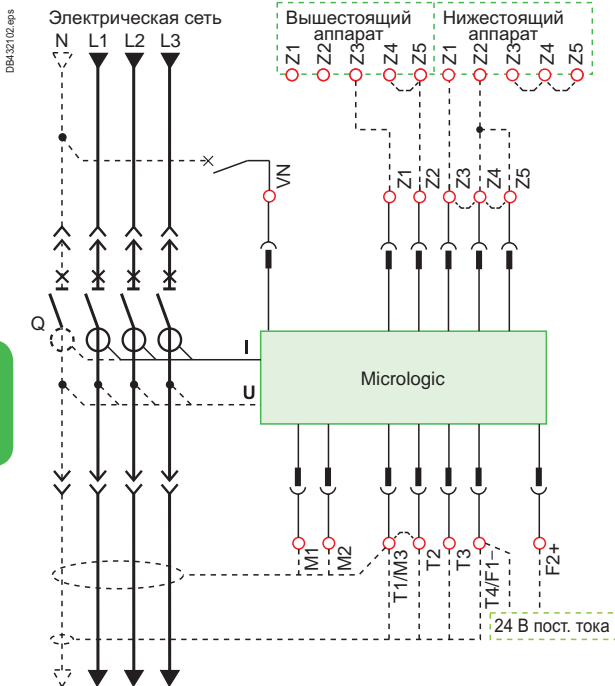 DB432102.eps
Электрическая сеть
N L1 L2 L3
Вышестоящий
аппарат
Нижестоящий
аппарат
Z1 Z2 Z3 Z4 Z5 Z1 Z2 Z3 Z4 Z5
VN
Z1 Z2 Z3 Z4 Z5
Q
I
U
Micrologic
M1 M2 T1/M3 T2 T3 T4/F1– F2+
24 В пост. тока